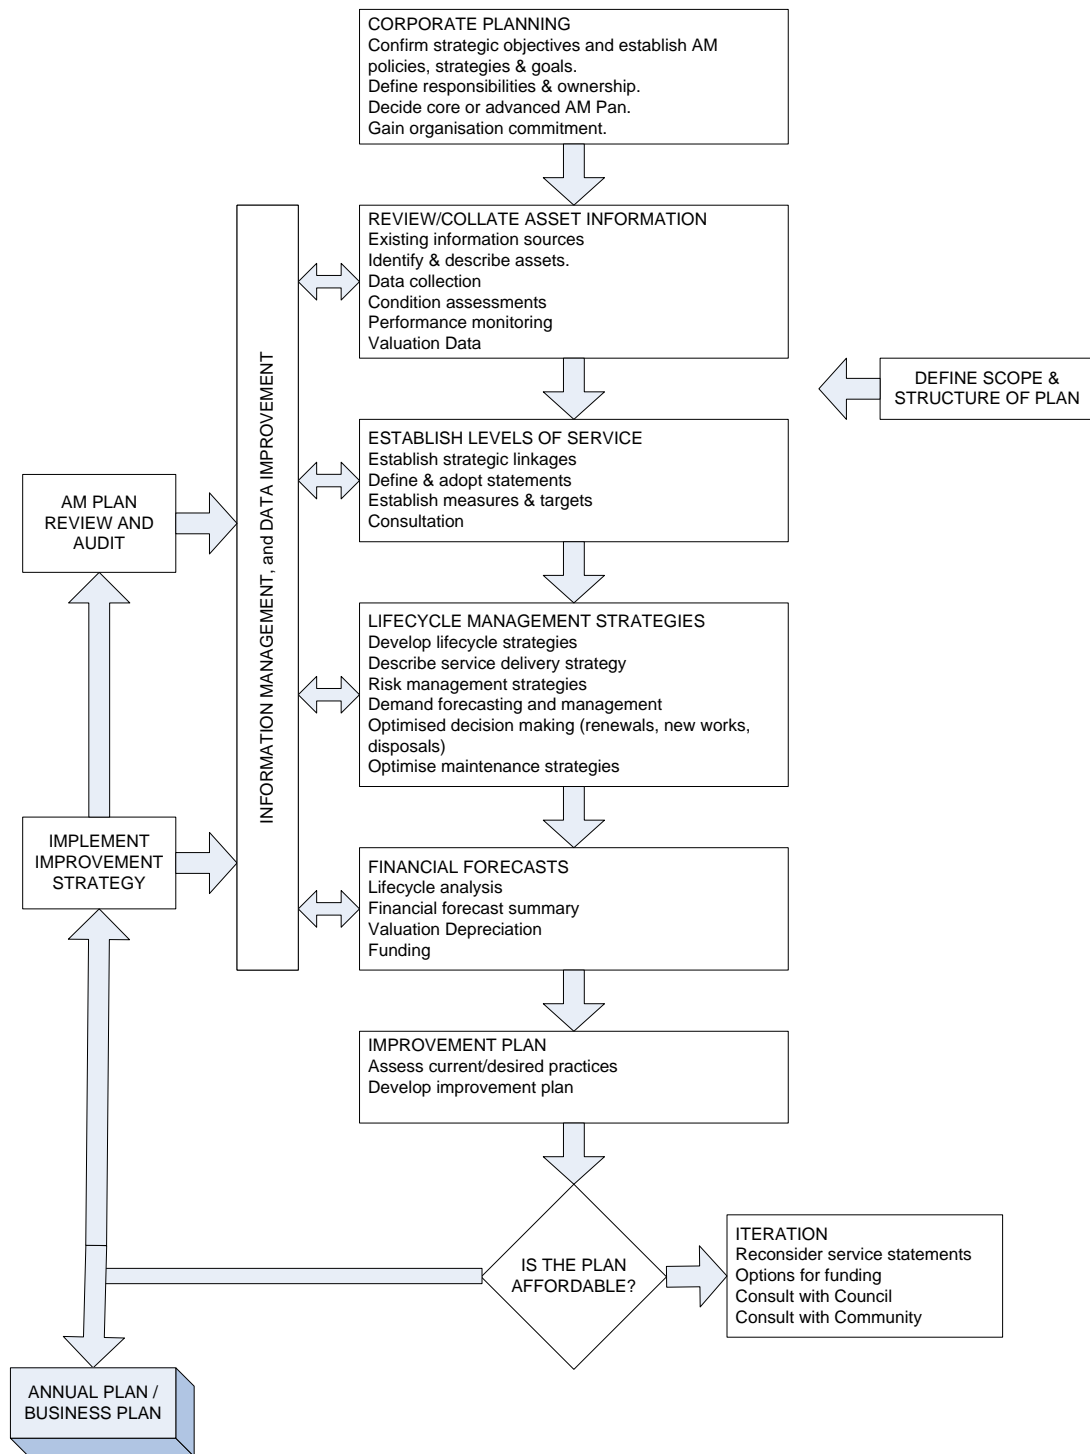 CORPORATE PLANNING
Confirm strategic objectives and establish AM
policies, strategies & goals.
Define responsibilities & ownership.
Decide core or advanced AM Pan.
Gain organisation commitment.
REVIEW/COLLATE ASSET INFORMATION
Existing information sources
Identify & describe assets.
Data collection
Condition assessments
Performance monitoring
Valuation Data
DEFINE SCOPE &
STRUCTURE OF PLAN
INFORMATION MANAGEMENT, and DATA IMPROVEMENT
ESTABLISH LEVELS OF SERVICE
Establish strategic linkages
Define & adopt statements
Establish measures & targets
Consultation
AM PLAN
REVIEW AND
AUDIT
LIFECYCLE MANAGEMENT STRATEGIES
Develop lifecycle strategies
Describe service delivery strategy
Risk management strategies
Demand forecasting and management
Optimised decision making (renewals, new works,
disposals)
Optimise maintenance strategies
IMPLEMENT
IMPROVEMENT
STRATEGY
FINANCIAL FORECASTS
Lifecycle analysis
Financial forecast summary
Valuation Depreciation
Funding
IMPROVEMENT PLAN
Assess current/desired practices
Develop improvement plan
IS THE PLAN
AFFORDABLE?
ITERATION
Reconsider service statements
Options for funding
Consult with Council
Consult with Community
ANNUAL PLAN /
BUSINESS PLAN